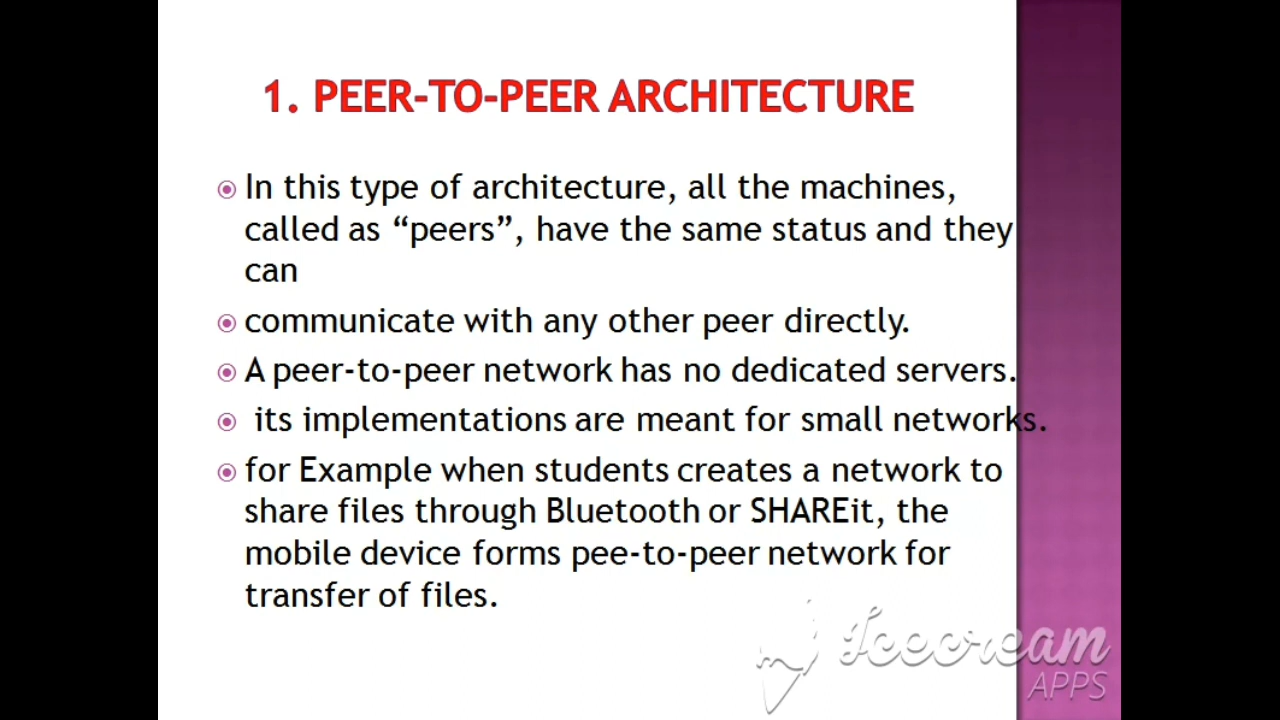 1. PEER-TO-PEER ARCHITECTURE
In this type of architecture, all the machines,
called as “peers”, have the same status and they
can
communicate with any other peer directly.
A peer-to-peer network has no dedicated servers.
its implementations are meant for small networks.
for Example when students creates a network to
share files through Bluetooth or SHAREit, the
mobile device forms pee-to-peer network for
transfer of files.
Icecream
APPS